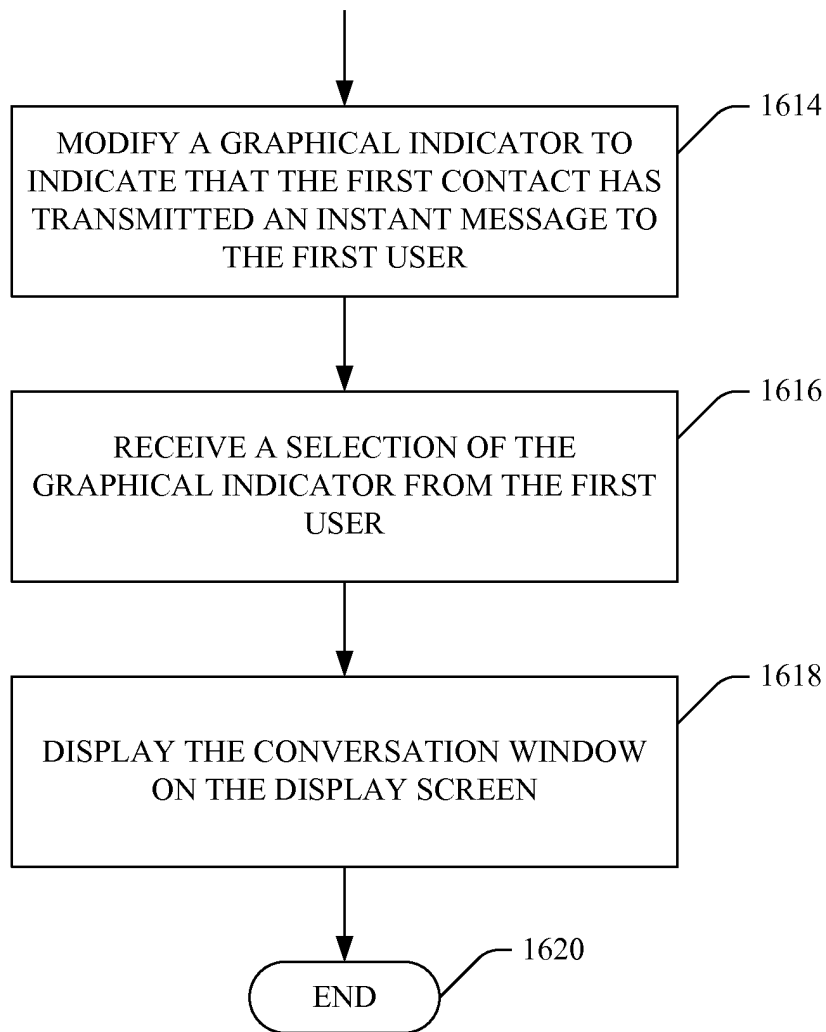 1614
MODIFY A GRAPHICAL INDICATOR TO
INDICATE THAT THE FIRST CONTACT HAS
TRANSMITTED AN INSTANT MESSAGE TO
THE FIRST USER
1616
RECEIVE A SELECTION OF THE
GRAPHICAL INDICATOR FROM THE FIRST
USER
1618
DISPLAY THE CONVERSATION WINDOW
ON THE DISPLAY SCREEN
1620
END